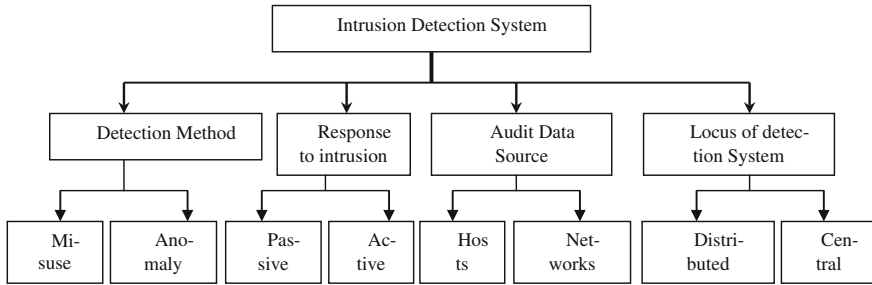 Intrusion Detection System
Detection Method
Response
to intrusion
Audit Data
Source
Locus of detec-
tion System
Mi-
suse
Ano-
maly
Pas-
sive
Ac-
tive
Hos
ts
Net-
works
Distri-
buted
Cen-
tral